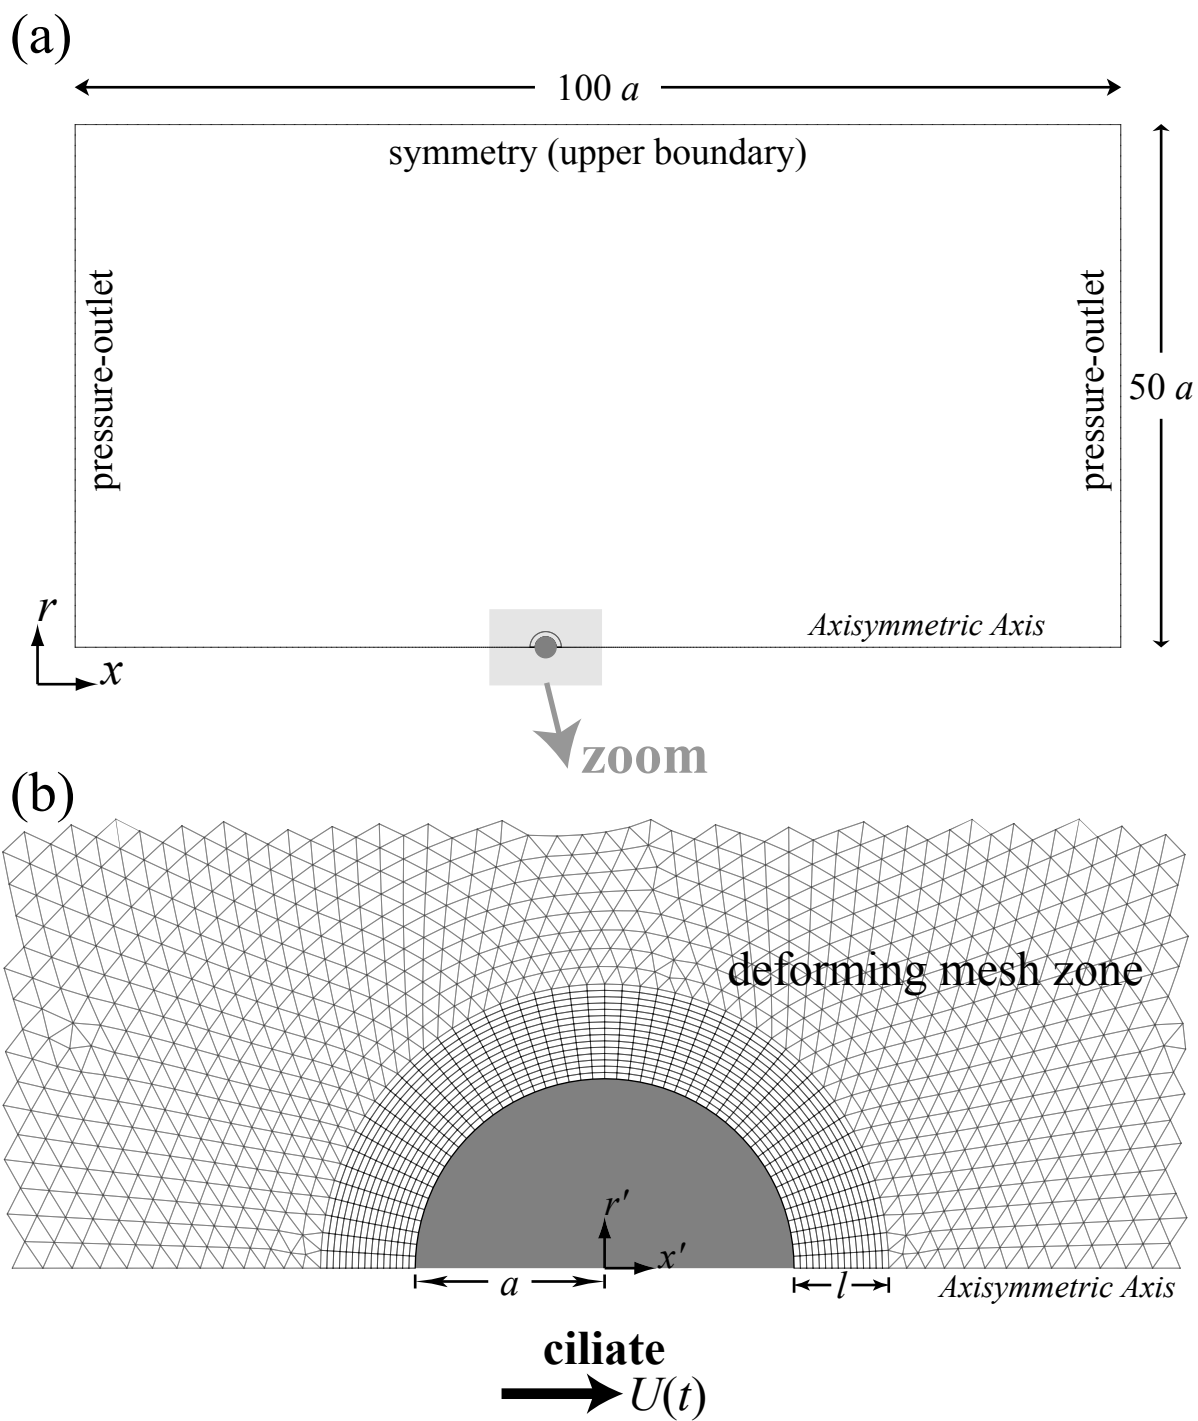 (a)
100 a
symmetry (upper boundary)
pressure-outlet
pressure-outlet
50 a
r
x
Axisymmetric Axis
zoom
(b)
deforming mesh zone
r′
x′
a
l
Axisymmetric Axis
ciliate
U(t)